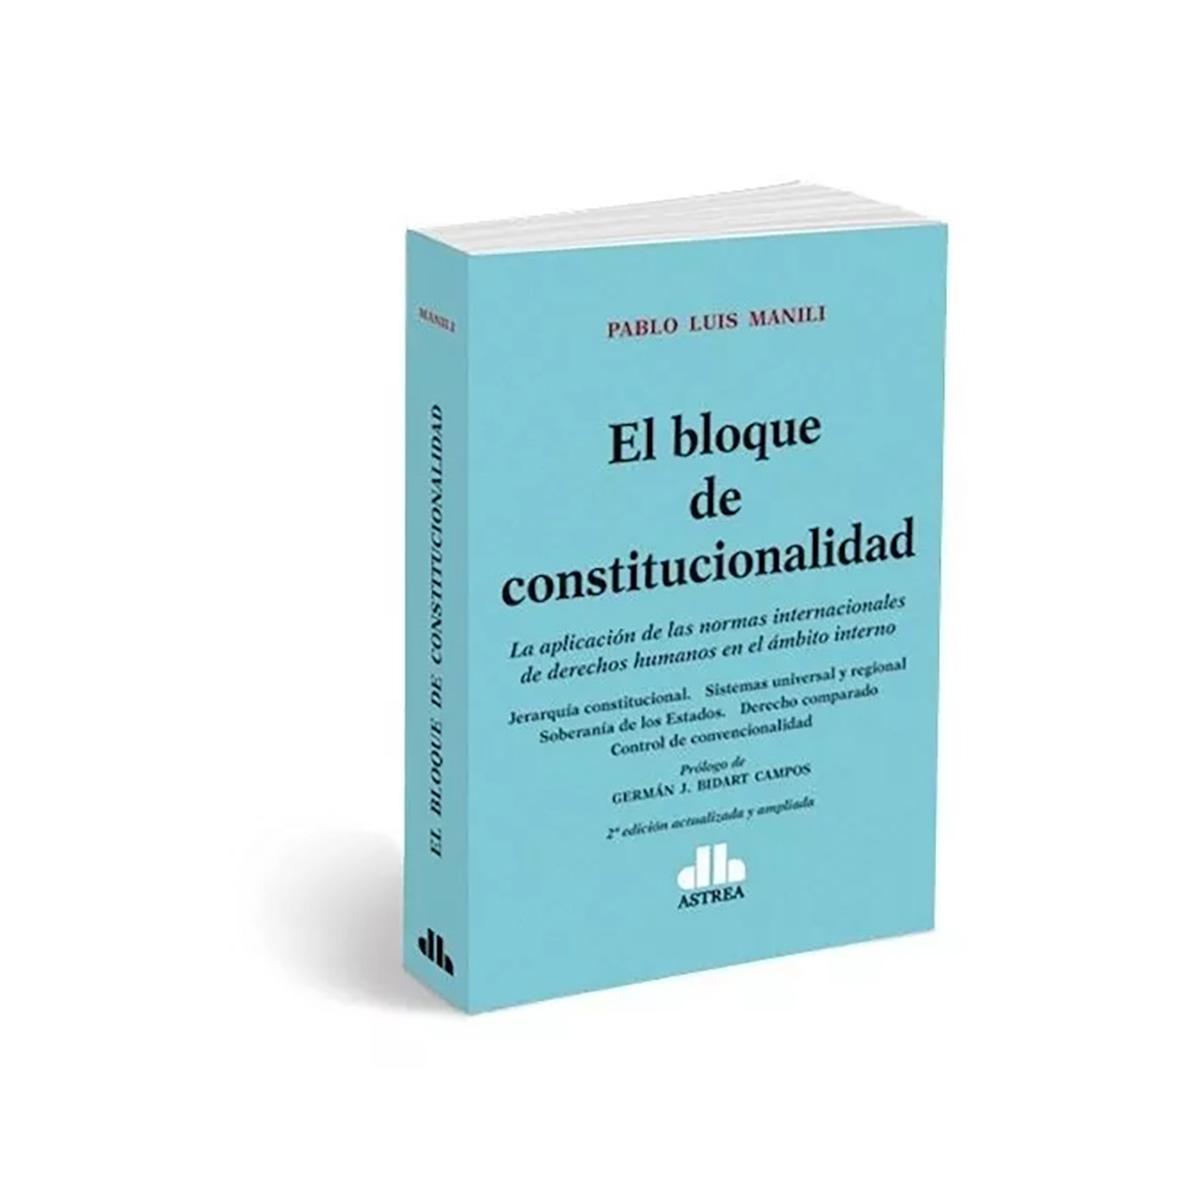 MANILI
EL BLOQUE DE CONSTITUCIONALIDAD
PABLO LUIS MANILI
El bloque
de
constitucionalidad
La aplicación de las normas internacionales
de derechos humanos en el ámbito interno
Jerarquía constitucional. Sistemas universal y regional
Soberanía de los Estados. Derecho comparado
Control de convencionalidad
Prólogo de
GERMÁN J. BIDART CAMPOS
2ª edición actualizada y ampliada
ASTREA